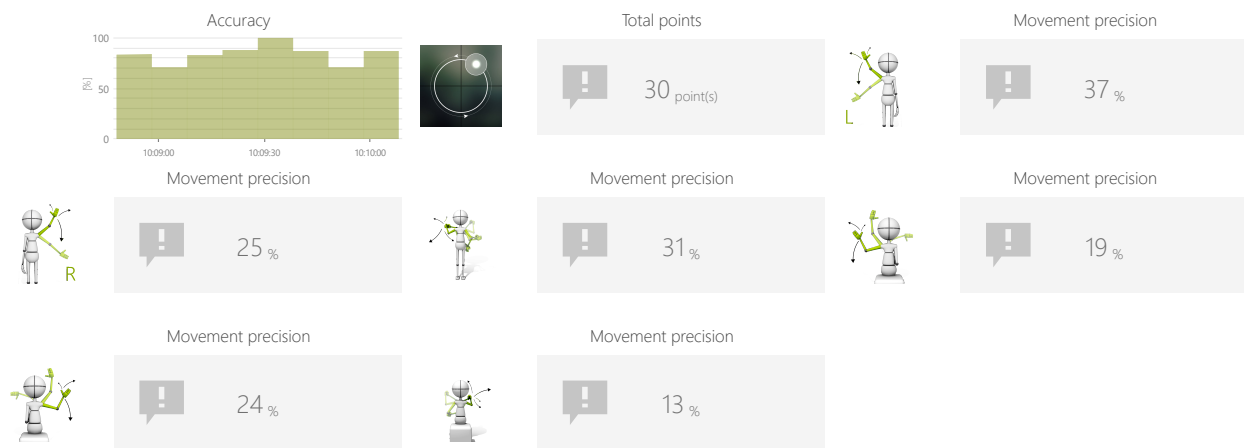 Accuracy
100
[%]
50
0
10:09:00
10:09:30
10:10:00
Total points
30 point(s)
Movement precision
L
37 %
Movement precision
R
25 %
Movement precision
31 %
Movement precision
19 %
Movement precision
24 %
Movement precision
13 %